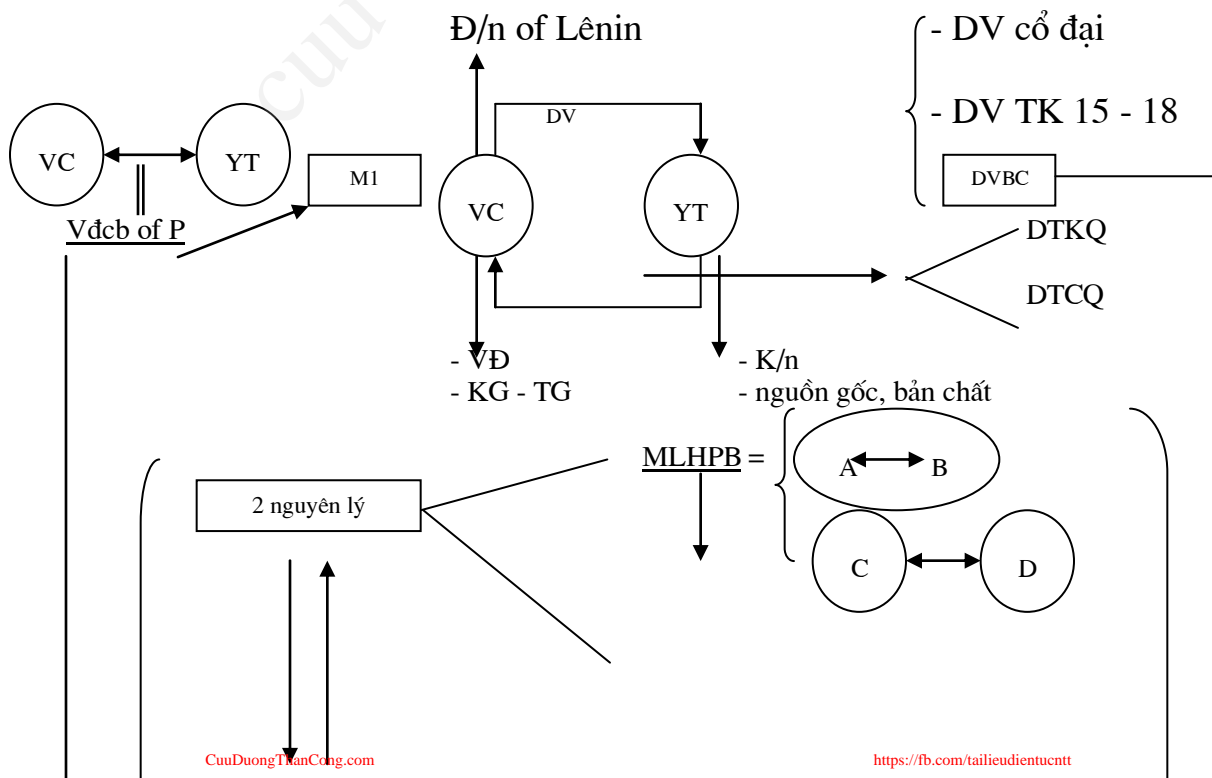 Đ/n of Lênin
- DV cổ đại
- DV TK 15 - 18
DV
VC YT
M1
VC YT
DVBC
Vđcb of P
DTKQ
DTCQ
- VĐ
- KG - TG
- K/n
- nguồn gốc, bản chất
MLHPB =
A B
2 nguyên lý
C D
cuu
CuuDuongThanCong.com
https://fb.com/tailieudientucntt